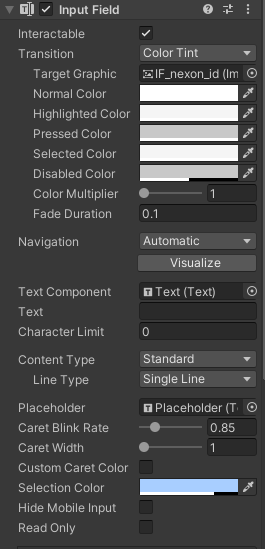 Input Field
Interactable
Transition Color Tint
Target Graphic IF_nexon_id (Im
Normal Color
Highlighted Color
Pressed Color
Selected Color
Disabled Color
Color Multiplier 1
Fade Duration 0.1
Navigation Automatic
Visualize
Text Component T Text (Text)
Text
Character Limit 0
Content Type Standard
Line Type Single Line
Placeholder T Placeholder (T
Caret Blink Rate 0.85
Caret Width 1
Custom Caret Color
Selection Color
Hide Mobile Input
Read Only